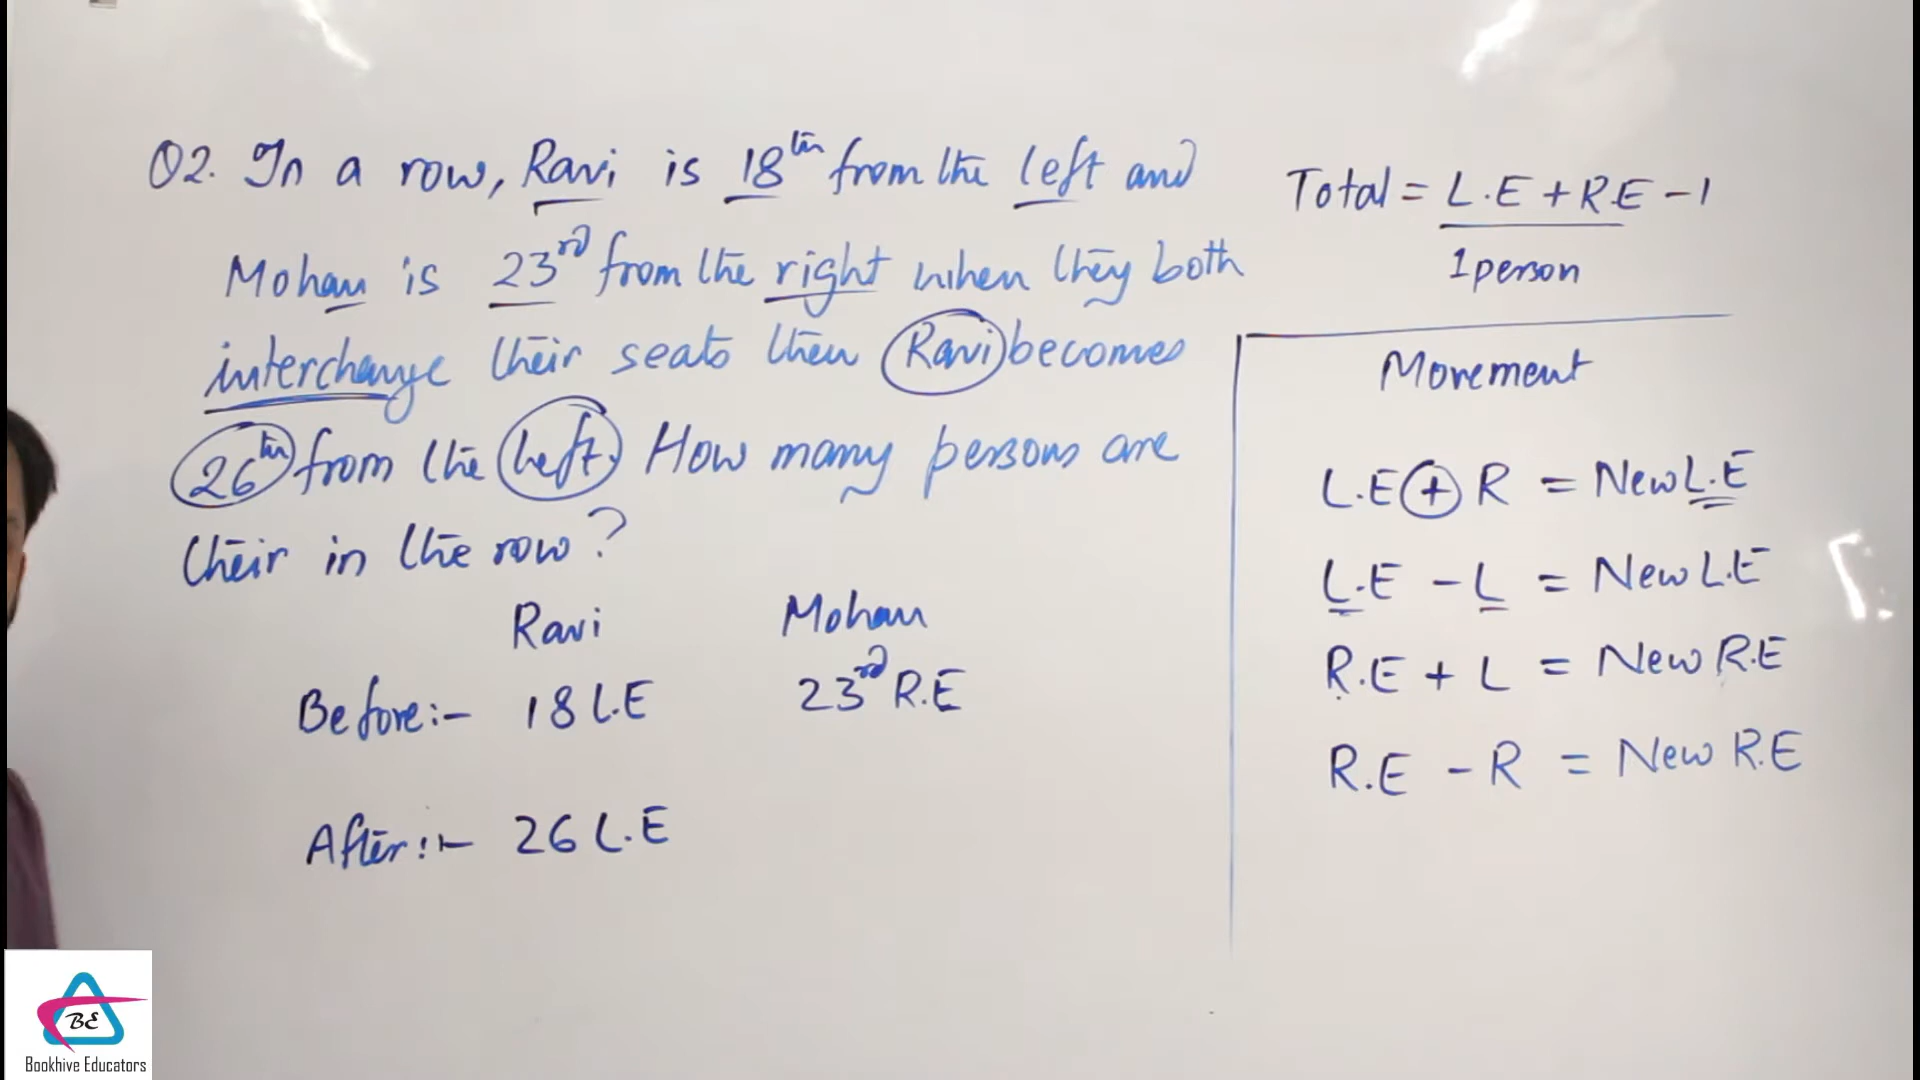 Q2. In a row, Ravi is 18th from the left and
Mohan is 23rd from the right when they both
interchange their seats then Ravi becomes
26th from the left. How many persons are
their in the row?
Ravi Mohan
Before:- 18 L.E 23rd R.E
After:- 26 L.E
Total = L.E + R.E - 1
1 person
Movement
L.E + R = New L.E
L.E - L = New L.E
R.E + L = New R.E
R.E - R = New R.E
BE
Bookhive Educators